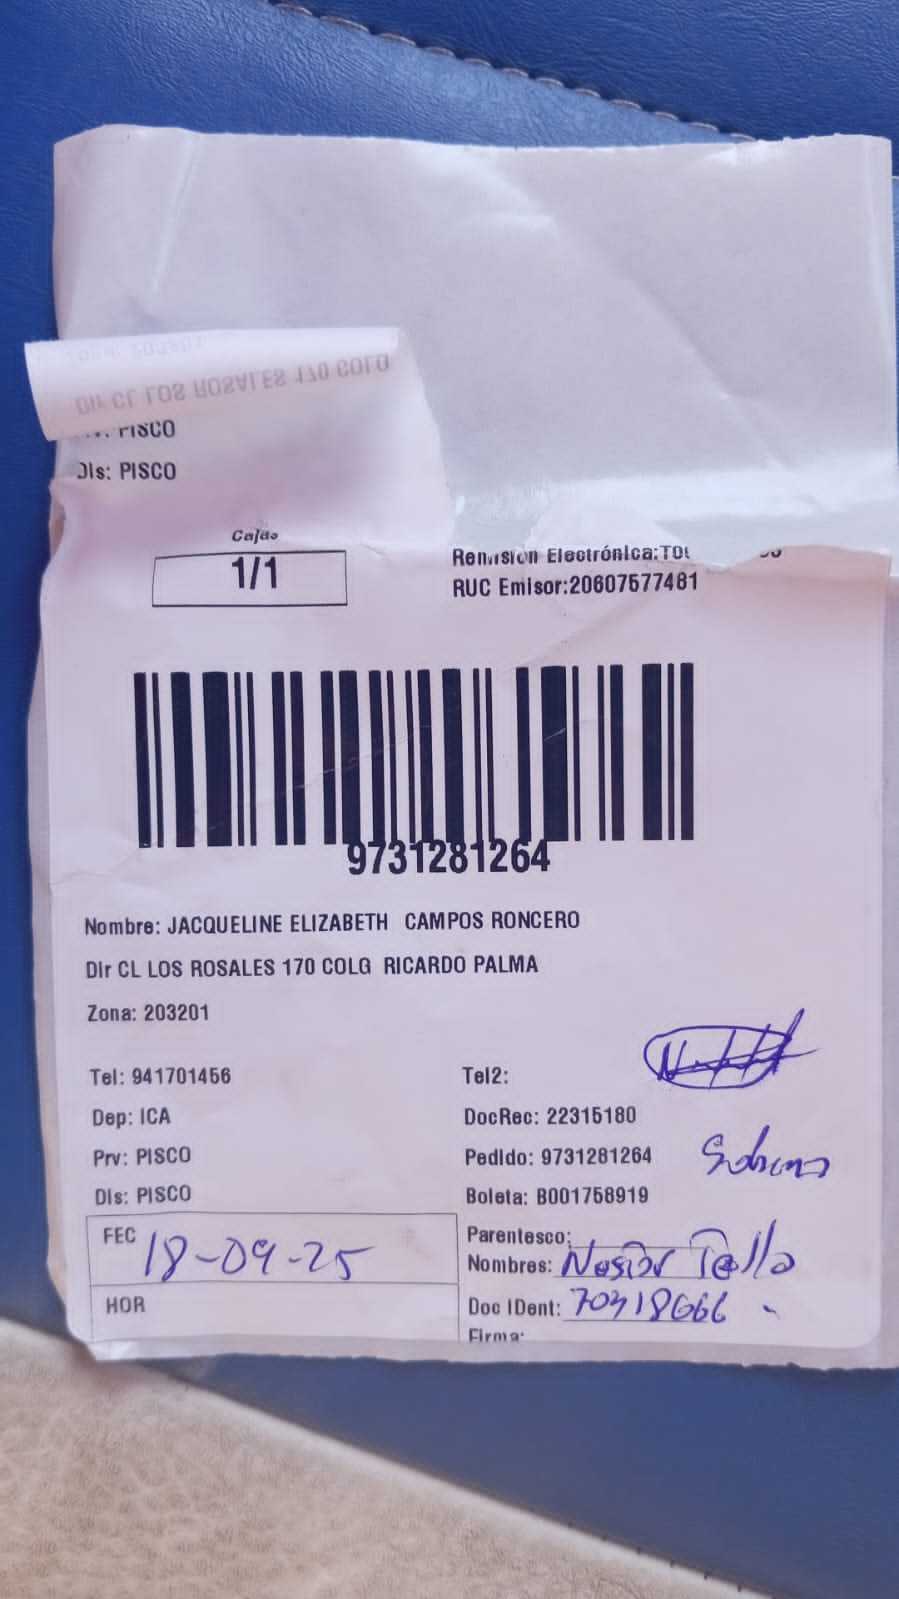 Dir CL LOS ROSALES 170 COLQ
PISCO
Dis: PISCO
Cajas
1/1
Remisión Electrónica:
RUC Emisor:20607577481
9731281264
Nombre: JACQUELINE ELIZABETH CAMPOS RONCERO
Dir CL LOS ROSALES 170 COLG RICARDO PALMA
Zona: 203201
Tel: 941701456
Tel2:
Dep: ICA
DocRec: 22315180
Prv: PISCO
Pedido: 9731281264
Dis: PISCO
Boleta: B001758919
FEC 18-09-25
Parentesco:
Nombres: Nestor Tello
HOR
Doc IDent: 70318666
Firma: